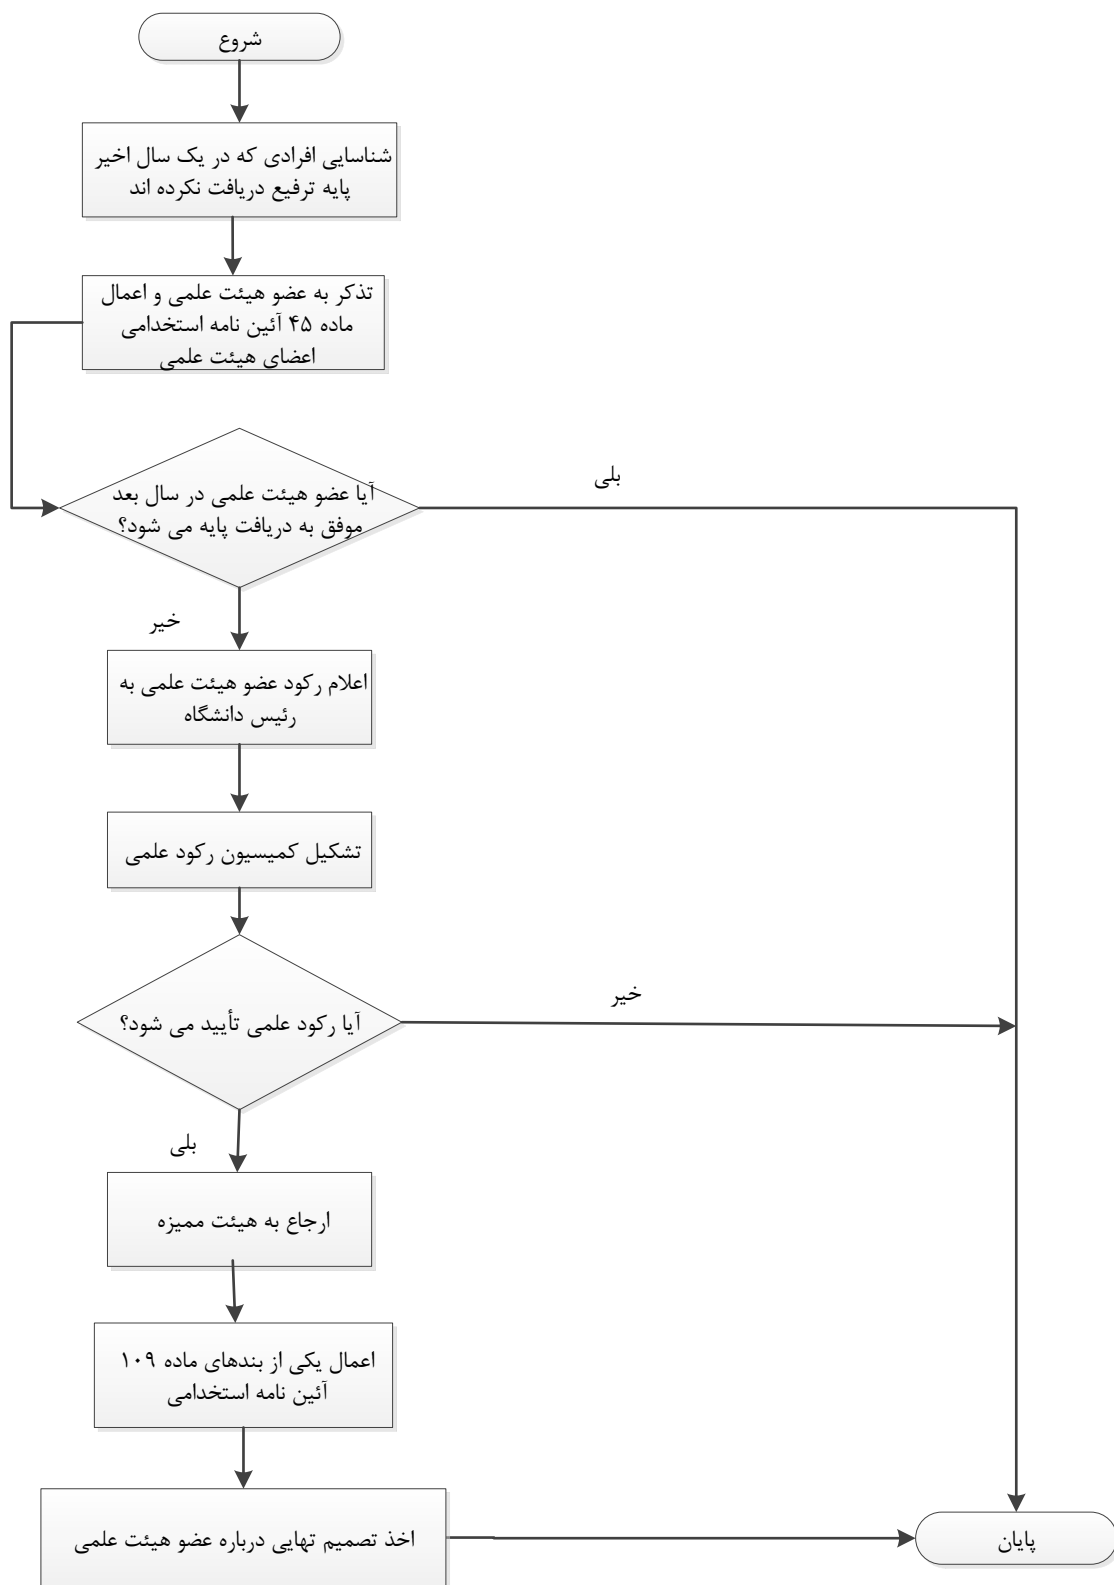 شروع
شناسایی افرادی که در یک سال اخیر
پایه ترفیع دریافت نکرده اند
تذکر به عضو هیئت علمی و اعمال
ماده ۴۵ آئین نامه استخدامی
اعضای هیئت علمی
آیا عضو هیئت علمی در سال بعد
موفق به دریافت پایه می شود؟
بلی
خیر
اعلام رکود عضو هیئت علمی به
رئیس دانشگاه
تشکیل کمیسیون رکود علمی
آیا رکود علمی تأیید می شود؟
خیر
بلی
ارجاع به هیئت ممیزه
اعمال یکی از بندهای ماده ۱۰۹
آئین نامه استخدامی
اخذ تصمیم تهایی درباره عضو هیئت علمی
پایان